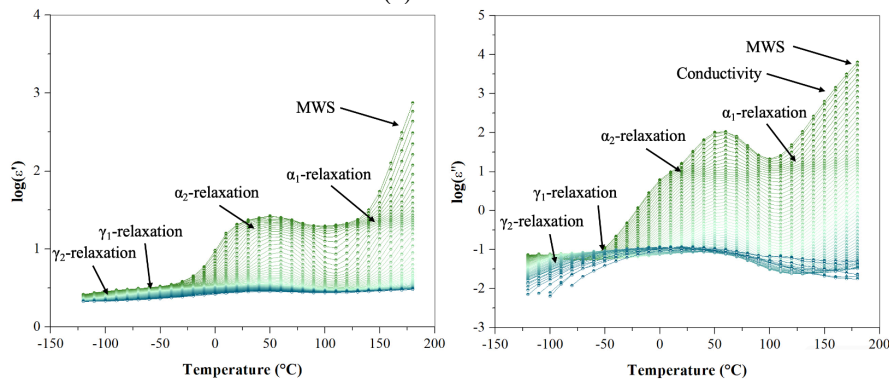 4
3
2
1
0
-150
-100
-50
0
50
100
150
200
log(ε')
Temperature (°C)
MWS
α₁-relaxation
α₂-relaxation
γ₁-relaxation
γ₂-relaxation
5
4
3
2
1
0
-1
-2
-3
-150
-100
-50
0
50
100
150
200
log(ε'')
Temperature (°C)
MWS
Conductivity
α₁-relaxation
α₂-relaxation
γ₁-relaxation
γ₂-relaxation